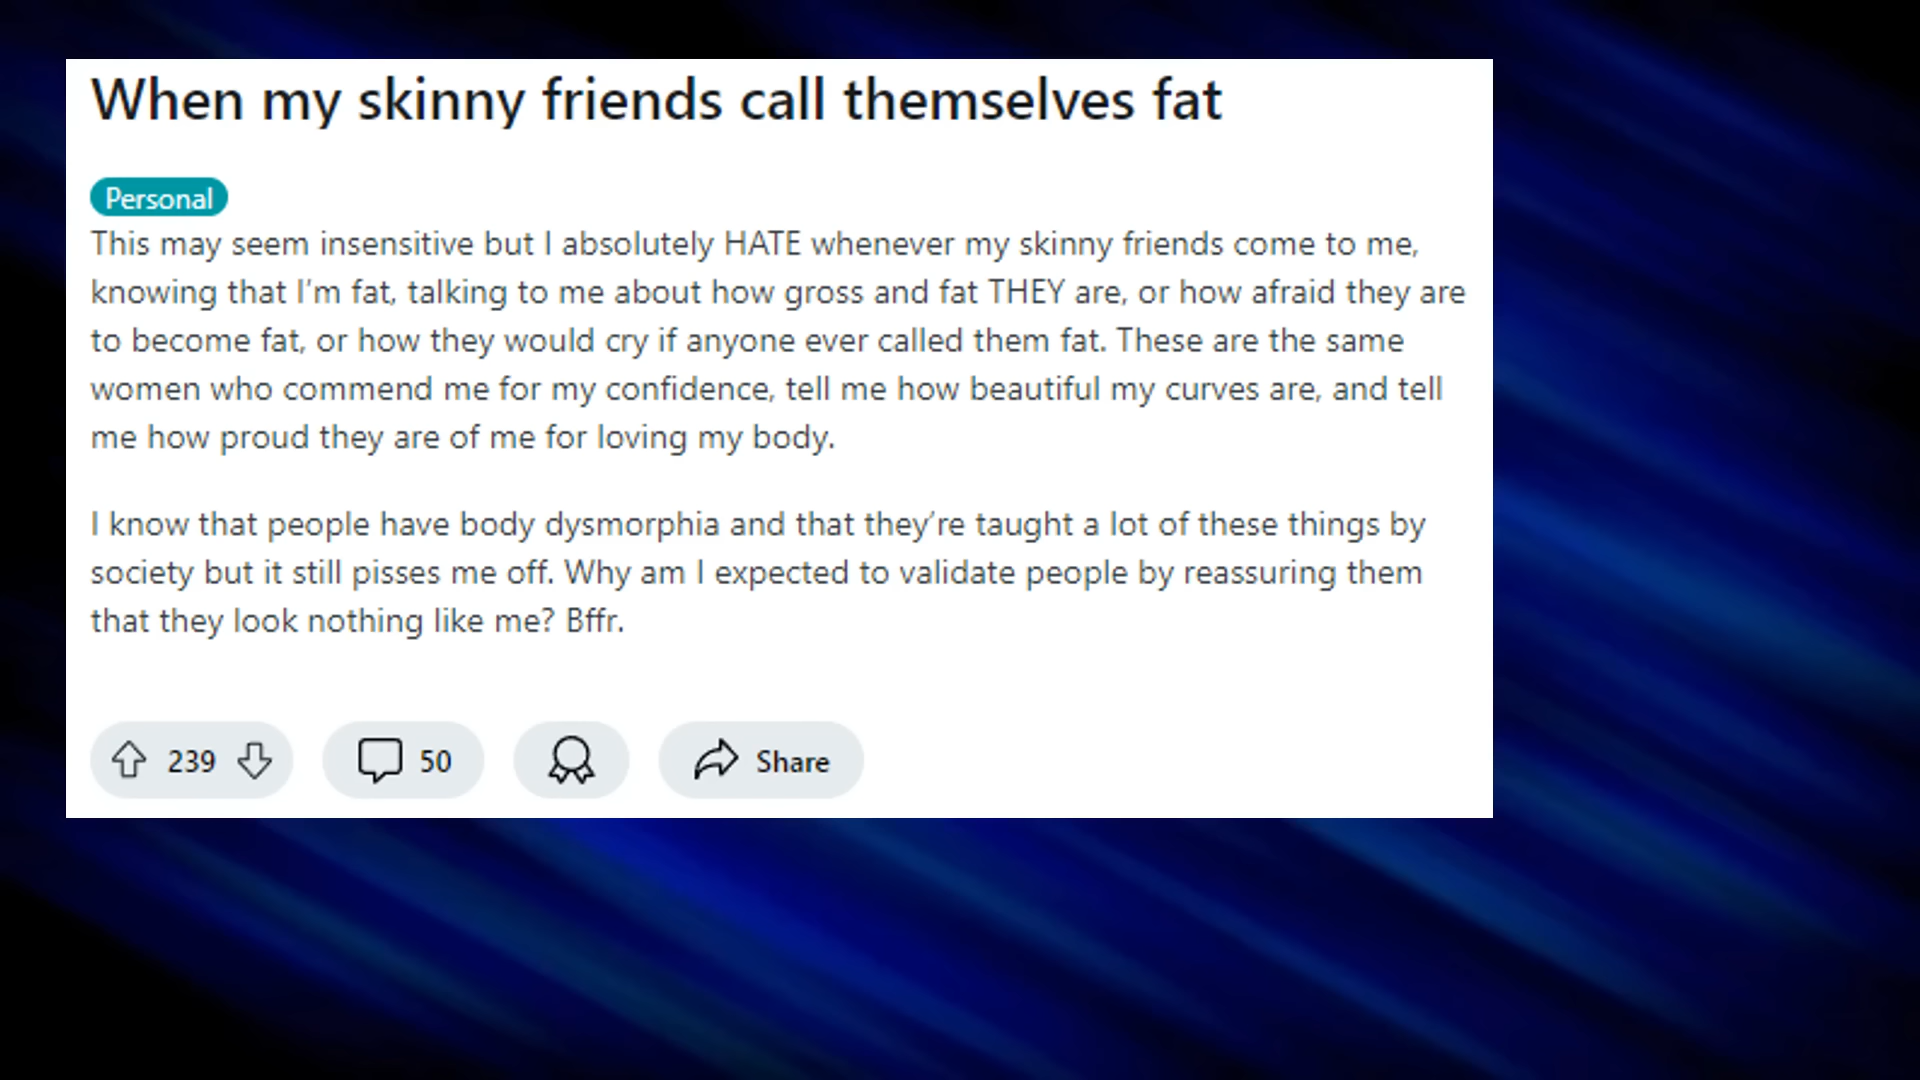 When my skinny friends call themselves fat
Personal
This may seem insensitive but I absolutely HATE whenever my skinny friends come to me,
knowing that I'm fat, talking to me about how gross and fat THEY are, or how afraid they are
to become fat, or how they would cry if anyone ever called them fat. These are the same
women who commend me for my confidence, tell me how beautiful my curves are, and tell
me how proud they are of me for loving my body.
I know that people have body dysmorphia and that they’re taught a lot of these things by
society but it still pisses me off. Why am I expected to validate people by reassuring them
that they look nothing like me? Bffr.
239 50 Share